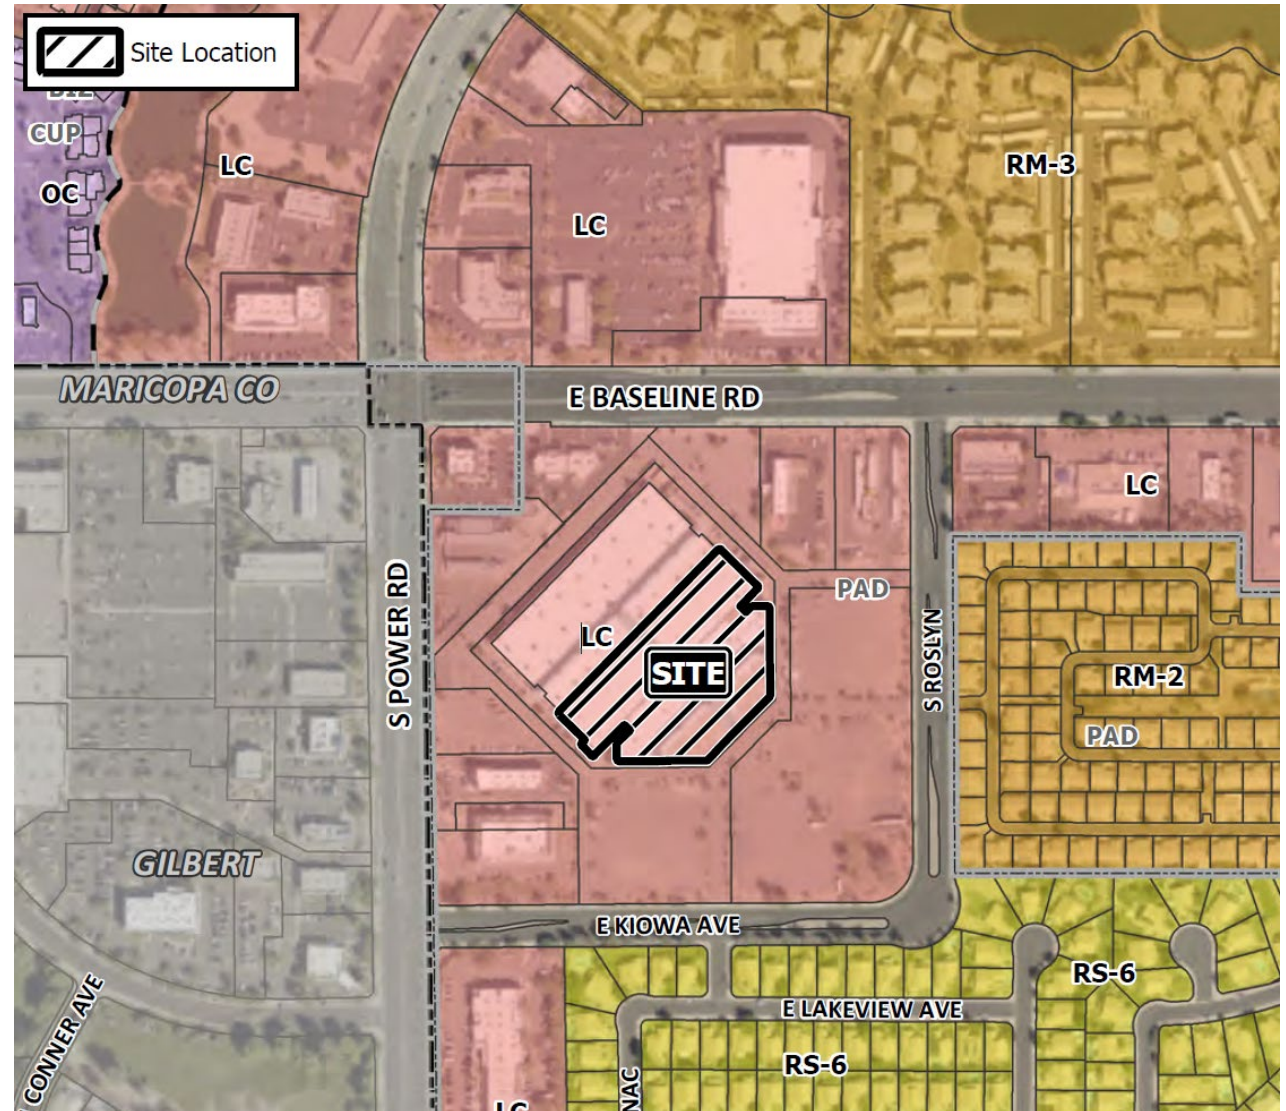 Site Location
CUP
OC
LC
LC
RM-3
MARICOPA CO
E BASELINE RD
LC
S POWER RD
PAD
LC
SITE
S ROSLYN
RM-2
PAD
GILBERT
E KIOWA AVE
RS-6
E LAKEVIEW AVE
CONNER AVE
RS-6
LC